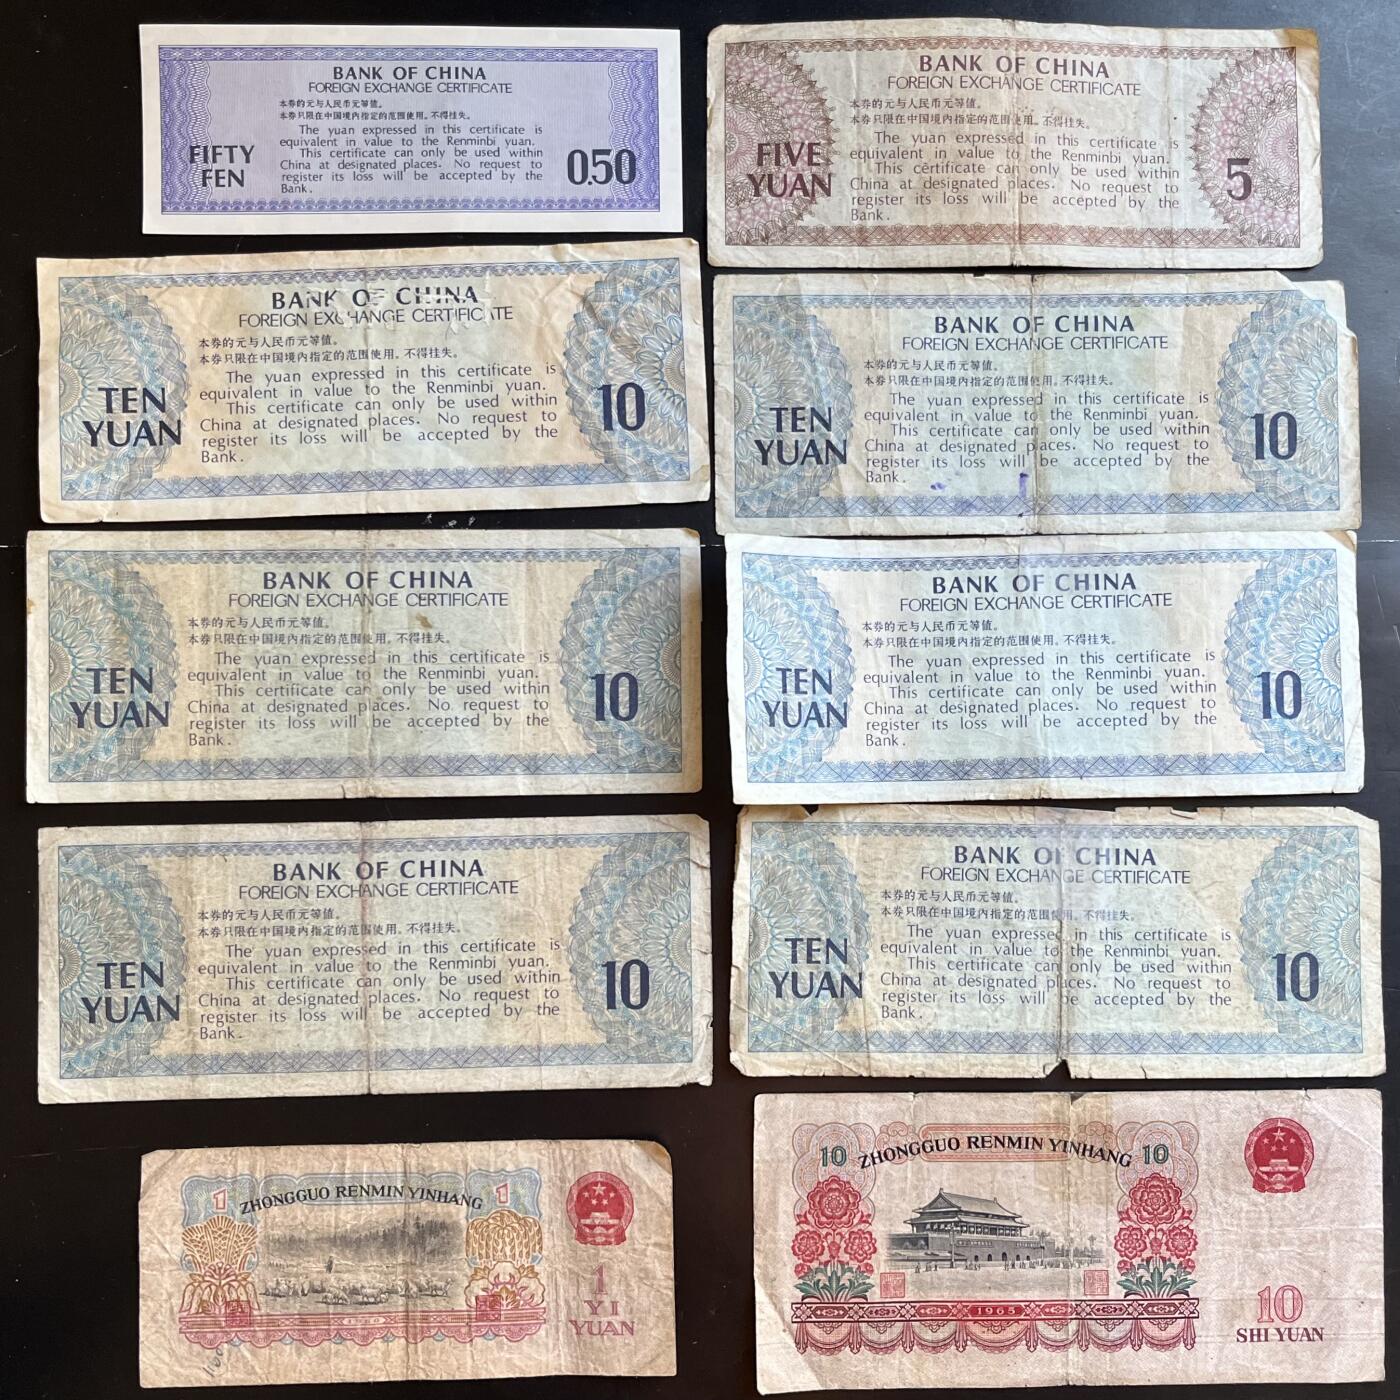 BANK OF CHINA
FOREIGN EXCHANGE CERTIFICATE
本券的元与人民币元等值。
本券只限在中国境内指定的范围使用。不得挂失。
The yuan expressed in this certificate is
equivalent in value to the Renminbi yuan.
This certificate can only be used within
China at designated places. No request to
register its loss will be accepted by the
Bank.
FIFTY
FEN
0.50
BANK OF CHINA
FOREIGN EXCHANGE CERTIFICATE
本券的元与人民币元等值。
本券只限在中国境内指定的范围使用。不得挂失。
The yuan expressed in this certificate is
equivalent in value to the Renminbi yuan.
This certificate can only be used within
China at designated places. No request to
register its loss will be accepted by the
Bank.
FIVE
YUAN
5
BANK OF CHINA
FOREIGN EXCHANGE CERTIFICATE
本券的元与人民币元等值。
本券只限在中国境内指定的范围使用。不得挂失。
The yuan expressed in this certificate is
equivalent in value to the Renminbi yuan.
This certificate can only be used within
China at designated places. No request to
register its loss will be accepted by the
Bank.
TEN
YUAN
10
BANK OF CHINA
FOREIGN EXCHANGE CERTIFICATE
本券的元与人民币元等值。
本券只限在中国境内指定的范围使用。不得挂失。
The yuan expressed in this certificate is
equivalent in value to the Renminbi yuan.
This certificate can only be used within
China at designated places. No request to
register its loss will be accepted by the
Bank.
TEN
YUAN
10
BANK OF CHINA
FOREIGN EXCHANGE CERTIFICATE
本券的元与人民币元等值。
本券只限在中国境内指定的范围使用。不得挂失。
The yuan expressed in this certificate is
equivalent in value to the Renminbi yuan.
This certificate can only be used within
China at designated places. No request to
register its loss will be accepted by the
Bank.
TEN
YUAN
10
BANK OF CHINA
FOREIGN EXCHANGE CERTIFICATE
本券的元与人民币元等值。
本券只限在中国境内指定的范围使用。不得挂失。
The yuan expressed in this certificate is
equivalent in value to the Renminbi yuan.
This certificate can only be used within
China at designated places. No request to
register its loss will be accepted by the
Bank.
TEN
YUAN
10
BANK OF CHINA
FOREIGN EXCHANGE CERTIFICATE
本券的元与人民币元等值。
本券只限在中国境内指定的范围使用。不得挂失。
The yuan expressed in this certificate is
equivalent in value to the Renminbi yuan.
This certificate can only be used within
China at designated places. No request to
register its loss will be accepted by the
Bank.
TEN
YUAN
10
BANK OF CHINA
FOREIGN EXCHANGE CERTIFICATE
本券的元与人民币元等值。
本券只限在中国境内指定的范围使用。不得挂失。
The yuan expressed in this certificate is
equivalent in value to the Renminbi yuan.
This certificate can only be used within
China at designated places. No request to
register its loss will be accepted by the
Bank.
TEN
YUAN
10
1 ZHONGGUO RENMIN YINHANG 1
1960
1
YI
YUAN
10 ZHONGGUO RENMIN YINHANG 10
1965
10
SHI YUAN